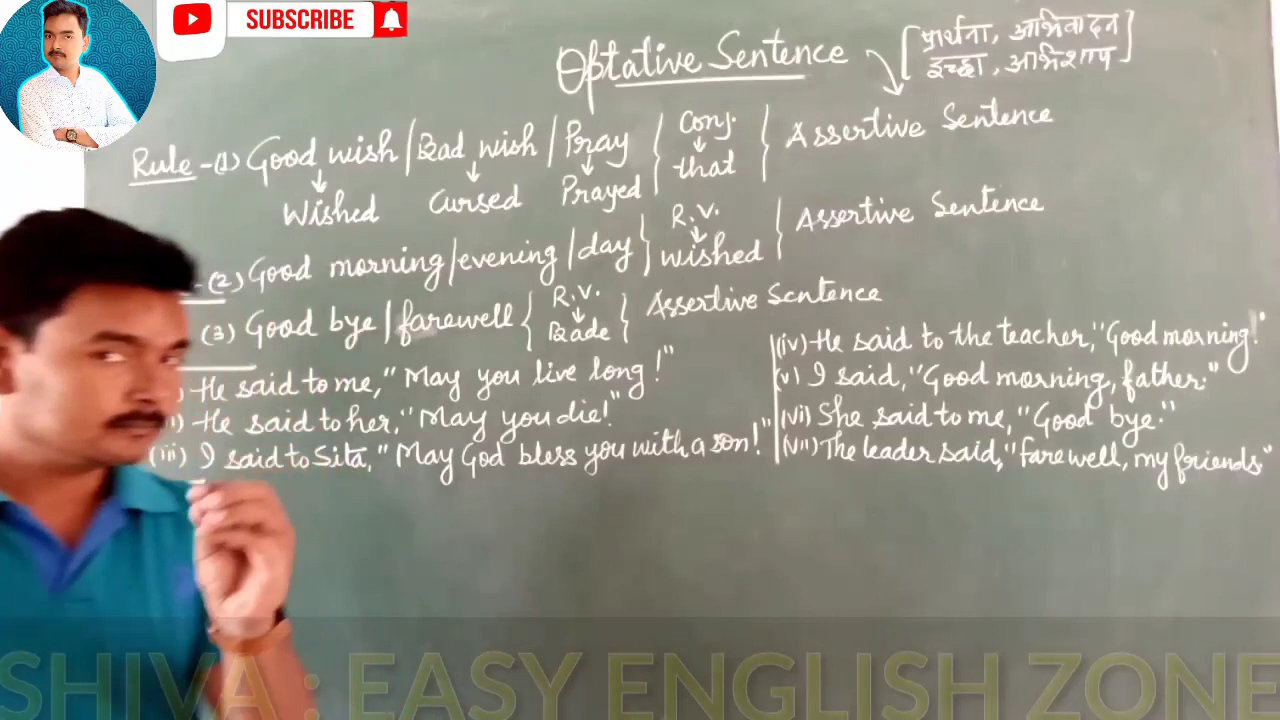 SUBSCRIBE
Optative Sentence [प्रार्थना, अभिवादन
इच्छा, अभिशाप]
Rule-(1) Good wish/Bad wish/Pray } Conj. } Assertive Sentence
Wished Cursed Prayed that
-(2) Good morning/evening/day } R.V. } Assertive Sentence
Wished
(3) Good bye/farewell { R.V. } Assertive Sentence
Bade
) He said to me, "May you live long!"
i) He said to her, "May you die!"
(iii) I said to Sita, "May God bless you with a son!"
(iv) He said to the teacher, "Good morning!"
(v) I said, "Good morning, father."
(vi) She said to me, "Good bye."
(vii) The leader said, "farewell, my friends"
SHIVA : EASY ENGLISH ZONE